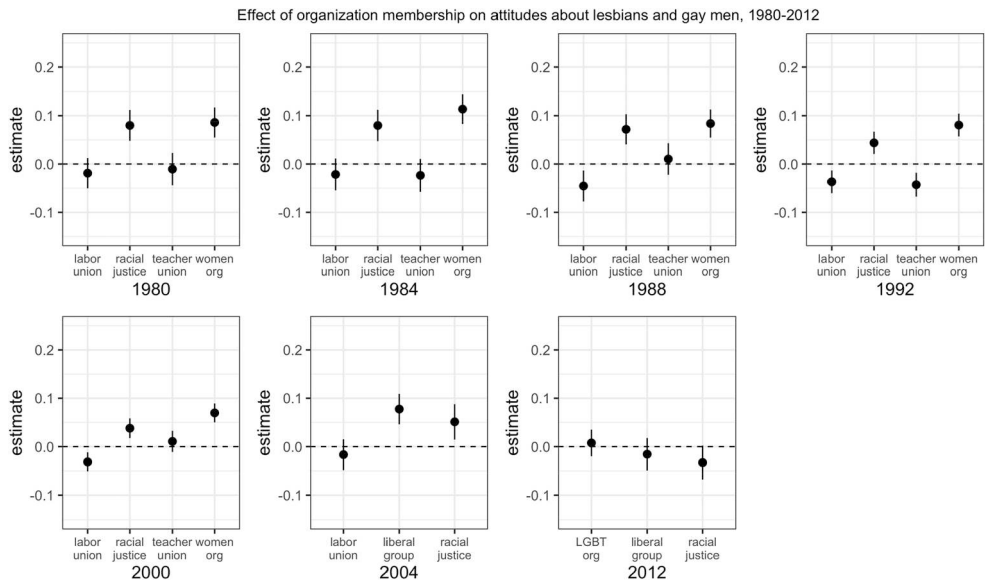 Effect of organization membership on attitudes about lesbians and gay men, 1980-2012
estimate
0.2
0.1
0.0
-0.1
labor union
racial justice
teacher union
women org
1980
estimate
0.2
0.1
0.0
-0.1
labor union
racial justice
teacher union
women org
1984
estimate
0.2
0.1
0.0
-0.1
labor union
racial justice
teacher union
women org
1988
estimate
0.2
0.1
0.0
-0.1
labor union
racial justice
teacher union
women org
1992
estimate
0.2
0.1
0.0
-0.1
labor union
racial justice
teacher union
women org
2000
estimate
0.2
0.1
0.0
-0.1
labor union
liberal group
racial justice
2004
estimate
0.2
0.1
0.0
-0.1
LGBT org
liberal group
racial justice
2012